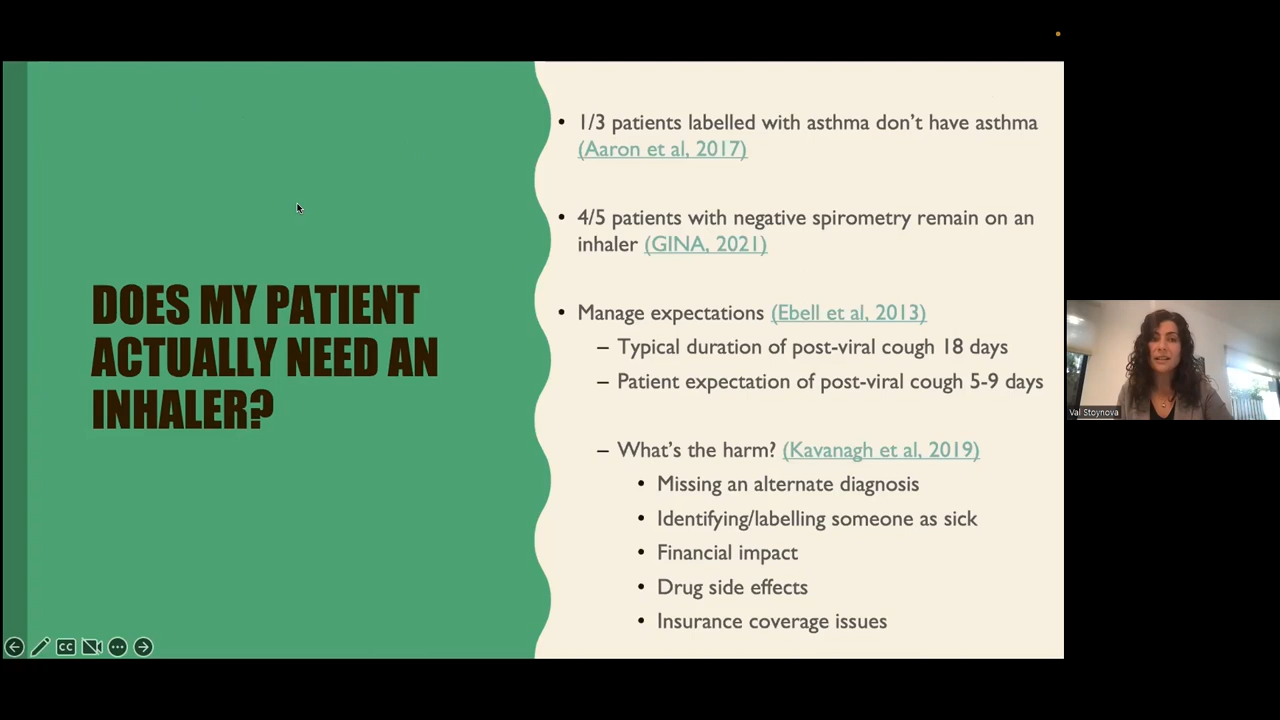 DOES MY PATIENT
ACTUALLY NEED AN
INHALER?
• 1/3 patients labelled with asthma don’t have asthma
(Aaron et al, 2017)
• 4/5 patients with negative spirometry remain on an
inhaler (GINA, 2021)
• Manage expectations (Ebell et al, 2013)
– Typical duration of post-viral cough 18 days
– Patient expectation of post-viral cough 5-9 days
– What’s the harm? (Kavanagh et al, 2019)
• Missing an alternate diagnosis
• Identifying/labelling someone as sick
• Financial impact
• Drug side effects
• Insurance coverage issues
CC
Val Stoynova